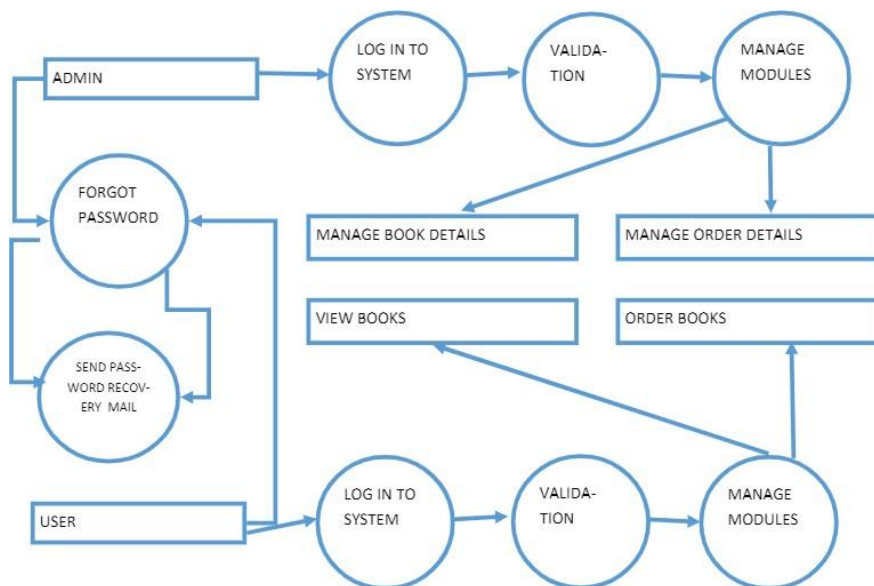 ADMIN
LOG IN TO
SYSTEM
VALIDA-
TION
MANAGE
MODULES
FORGOT
PASSWORD
MANAGE BOOK DETAILS
MANAGE ORDER DETAILS
VIEW BOOKS
ORDER BOOKS
SEND PASS-
WORD RECOV-
ERY MAIL
USER
LOG IN TO
SYSTEM
VALIDA-
TION
MANAGE
MODULES